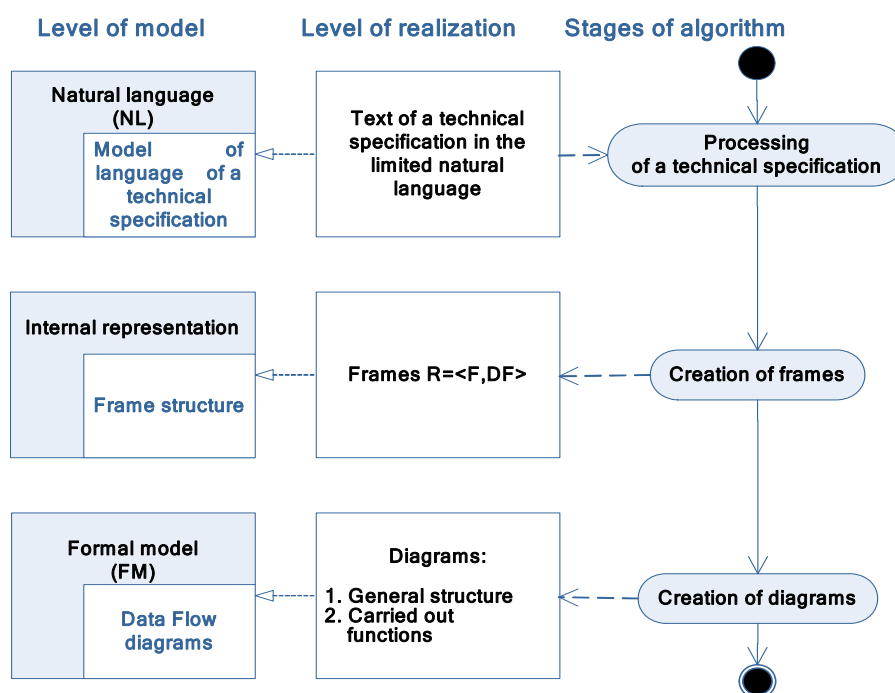 Level of model
Level of realization
Stages of algorithm
Natural language
(NL)
Model of
language of a
technical
specification
Text of a technical
specification in the
limited natural
language
Processing
of a technical specification
Internal representation
Frame structure
Frames R=<F,DF>
Creation of frames
Formal model
(FM)
Data Flow
diagrams
Diagrams:
1. General structure
2. Carried out
functions
Creation of diagrams